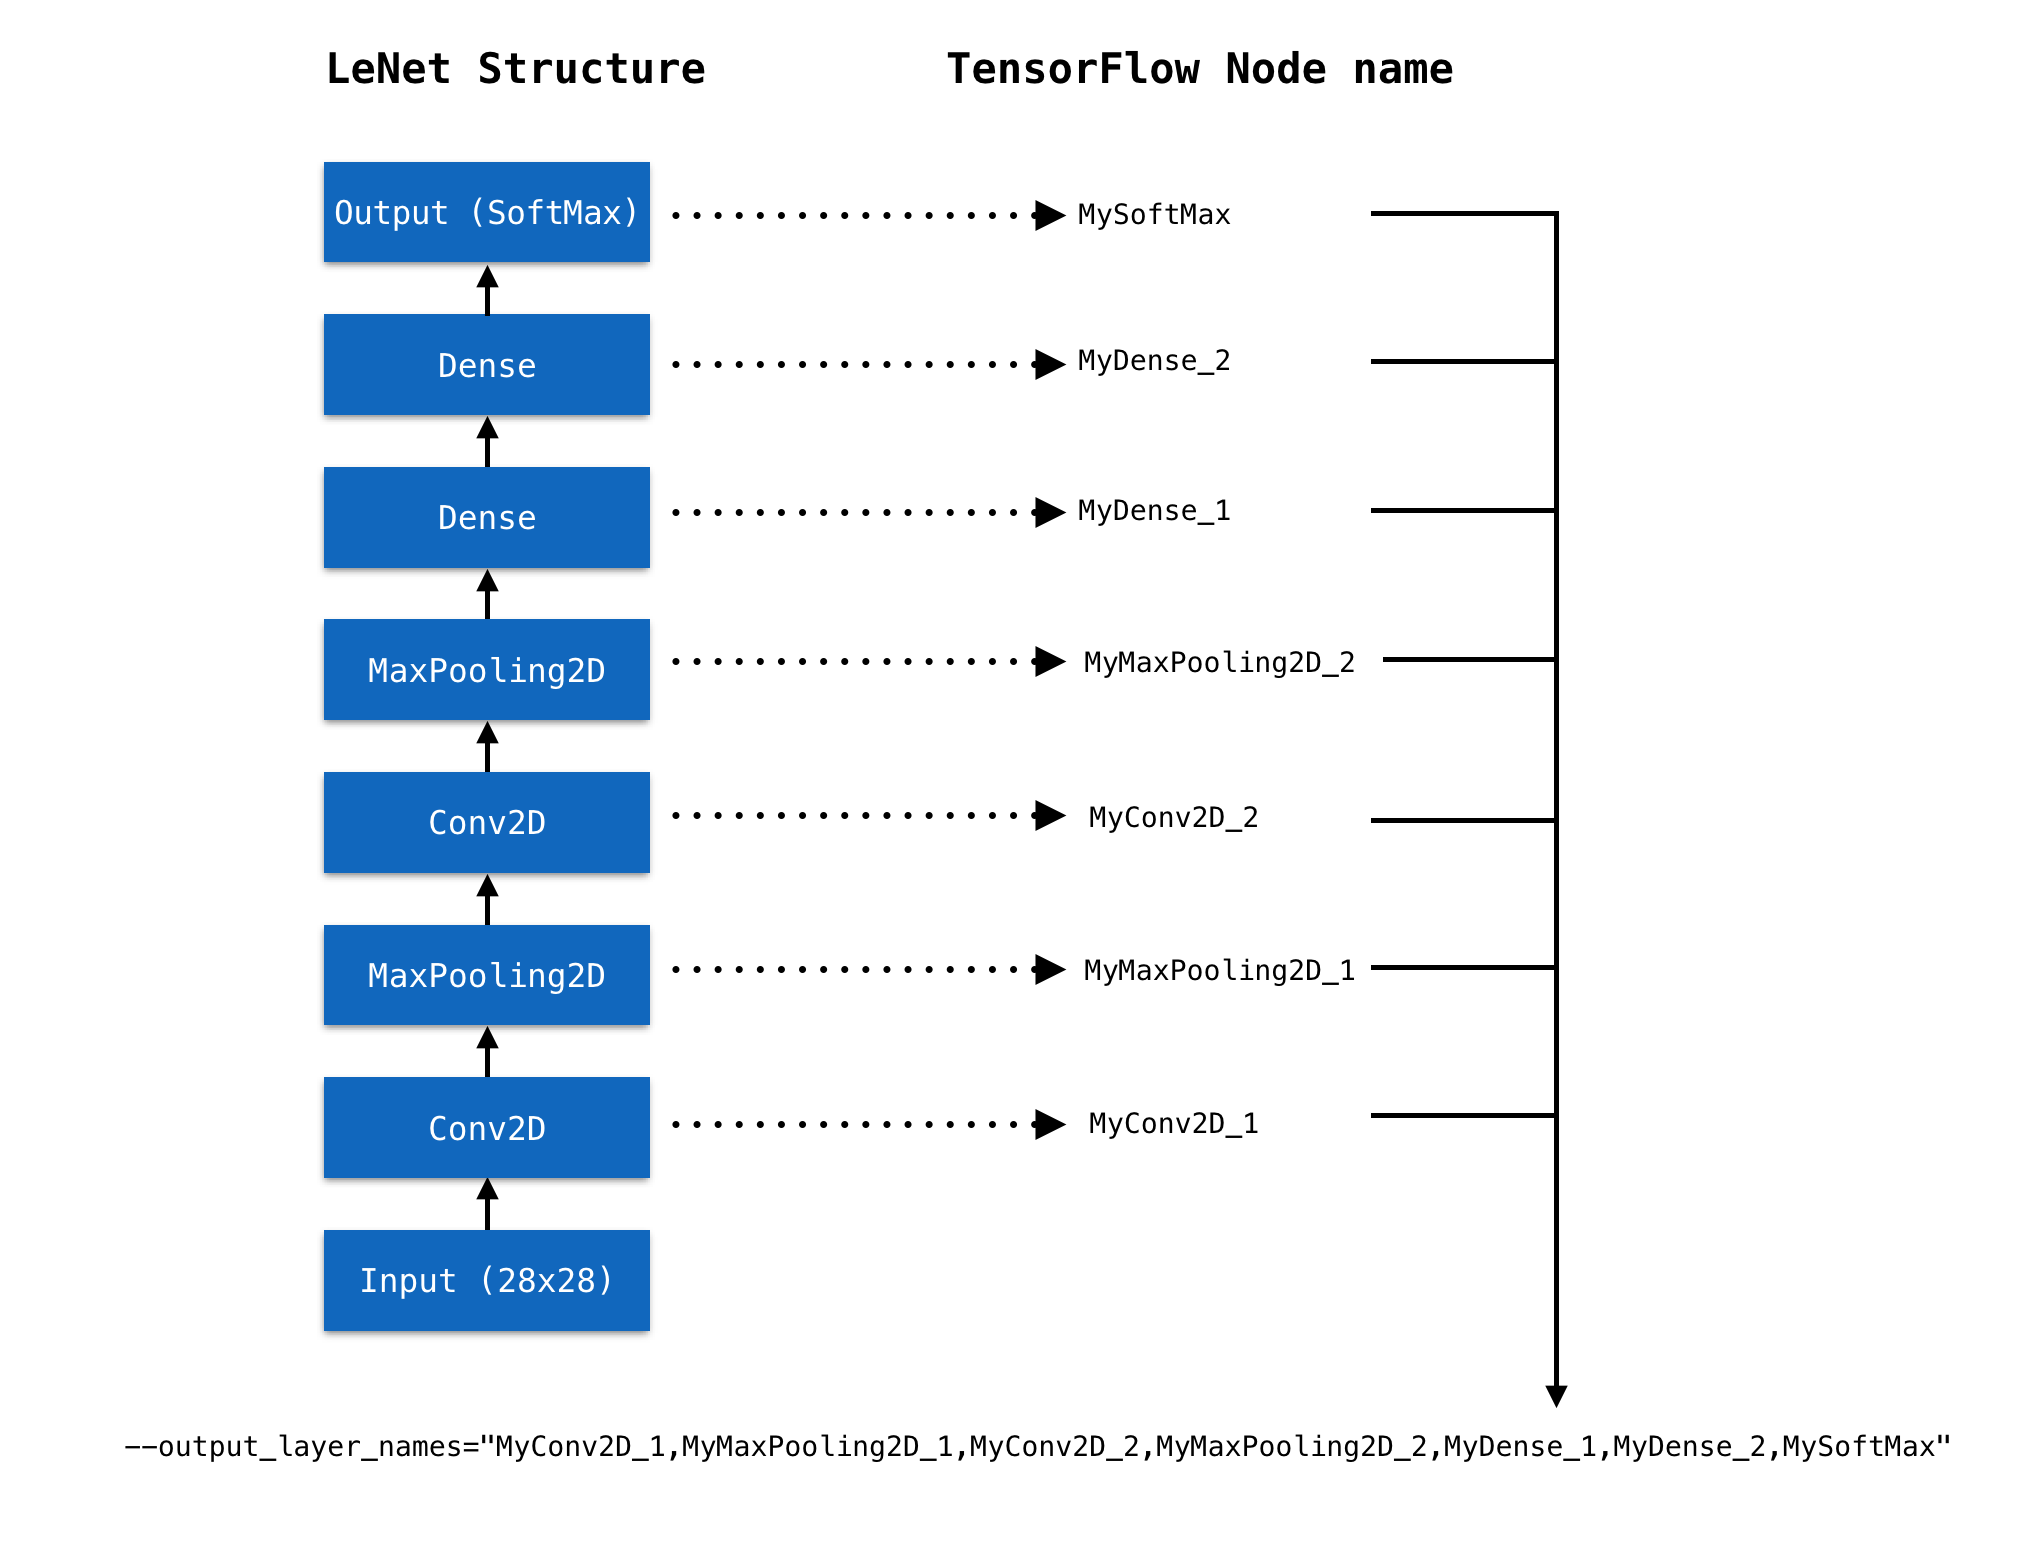 LeNet Structure
TensorFlow Node name
Output (SoftMax)
MySoftMax
Dense
MyDense_2
Dense
MyDense_1
MaxPooling2D
MyMaxPooling2D_2
Conv2D
MyConv2D_2
MaxPooling2D
MyMaxPooling2D_1
Conv2D
MyConv2D_1
Input (28x28)
--output_layer_names="MyConv2D_1,MyMaxPooling2D_1,MyConv2D_2,MyMaxPooling2D_2,MyDense_1,MyDense_2,MySoftMax"